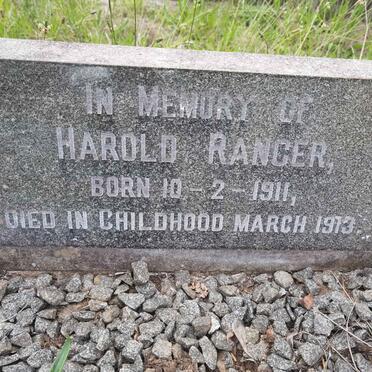 IN MEMORY OF
HAROLD RANGER,
BORN 10-2-1911,
DIED IN CHILDHOOD MARCH 1913.